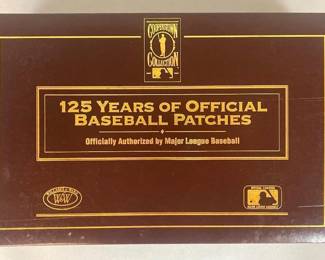 COOPERSTOWN
COLLECTION
125 YEARS OF OFFICIAL
BASEBALL PATCHES
Officially Authorized by Major League Baseball
W&W